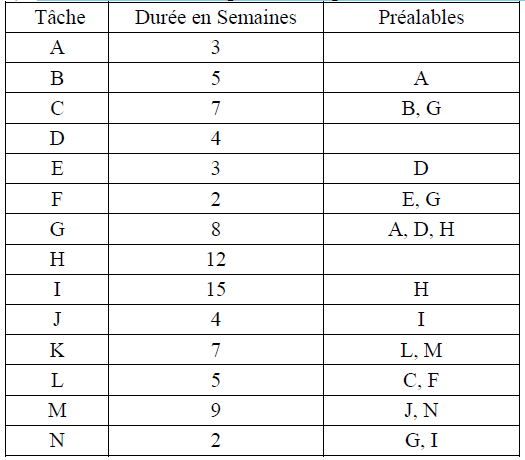 Tâche Durée en Semaines Préalables
A 3
B 5 A
C 7 B, G
D 4
E 3 D
F 2 E, G
G 8 A, D, H
H 12
I 15 H
J 4 I
K 7 L, M
L 5 C, F
M 9 J, N
N 2 G, I